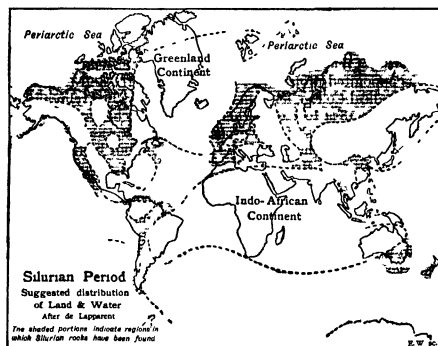 Periarctic Sea
Periarctic Sea
Greenland
Continent
Indo-African
Continent
Silurian Period
Suggested distribution
of Land & Water
After de Lapparent
The shaded portions indicate regions in
which Silurian rocks have been found